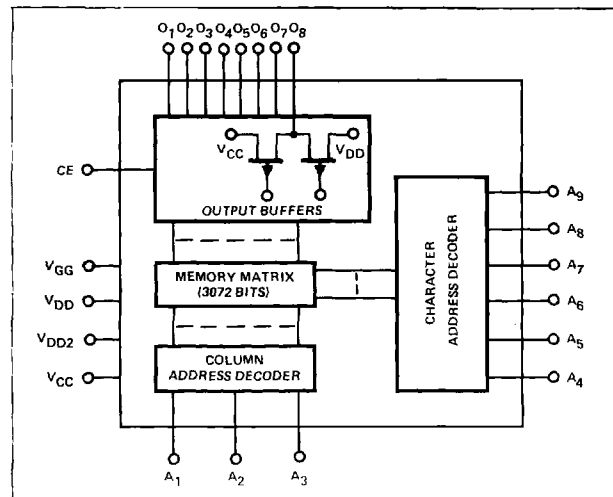 O1 O2 O3 O4 O5 O6 O7 O8
VCC
VDD
CE
OUTPUT BUFFERS
A9
A8
VGG
MEMORY MATRIX
(3072 BITS)
CHARACTER
ADDRESS DECODER
A7
VDD
A6
VDD2
COLUMN
ADDRESS DECODER
A5
VCC
A4
A1
A2
A3